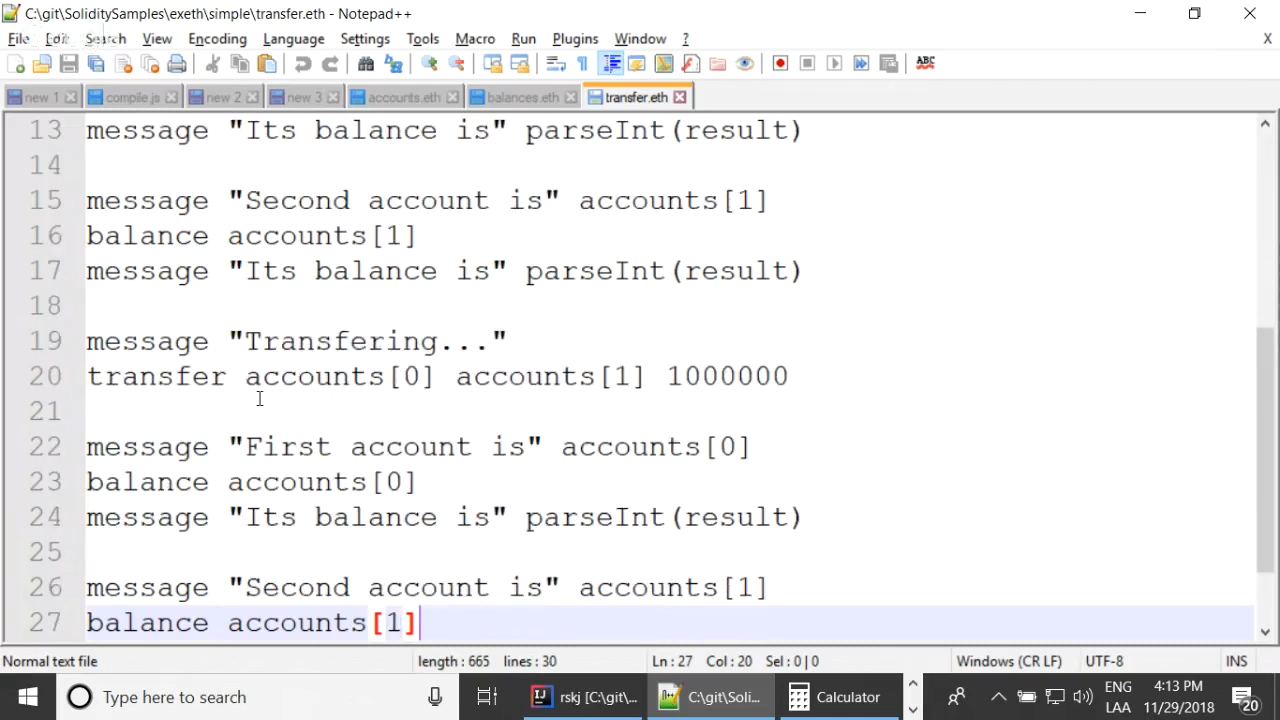 C:\git\SoliditySamples\exeth\simple\transfer.eth - Notepad++
File Edit Search View Encoding Language Settings Tools Macro Run Plugins Window ? X
ABC
new 1 compile.js new 2 new 3 accounts.eth balances.eth transfer.eth
13 message "Its balance is" parseInt(result)
14
15 message "Second account is" accounts[1]
16 balance accounts[1]
17 message "Its balance is" parseInt(result)
18
19 message "Transfering..."
20 transfer accounts[0] accounts[1] 1000000
21
22 message "First account is" accounts[0]
23 balance accounts[0]
24 message "Its balance is" parseInt(result)
25
26 message "Second account is" accounts[1]
27 balance accounts[1]
Normal text file length : 665 lines : 30 Ln : 27 Col : 20 Sel : 0 | 0 Windows (CR LF) UTF-8 INS
Type here to search rskj [C:\git\... C:\git\Soli... Calculator ENG 4:13 PM
LAA 11/29/2018 20